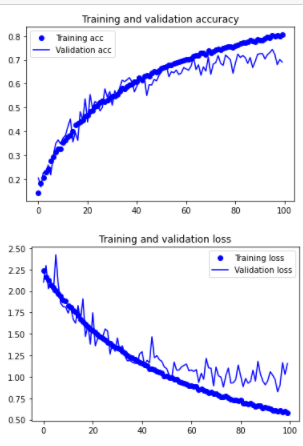 Training and validation accuracy
Training acc
Validation acc
0.8
0.7
0.6
0.5
0.4
0.3
0.2
0 20 40 60 80 100
Training and validation loss
Training loss
Validation loss
2.50
2.25
2.00
1.75
1.50
1.25
1.00
0.75
0.50
0 20 40 60 80 100